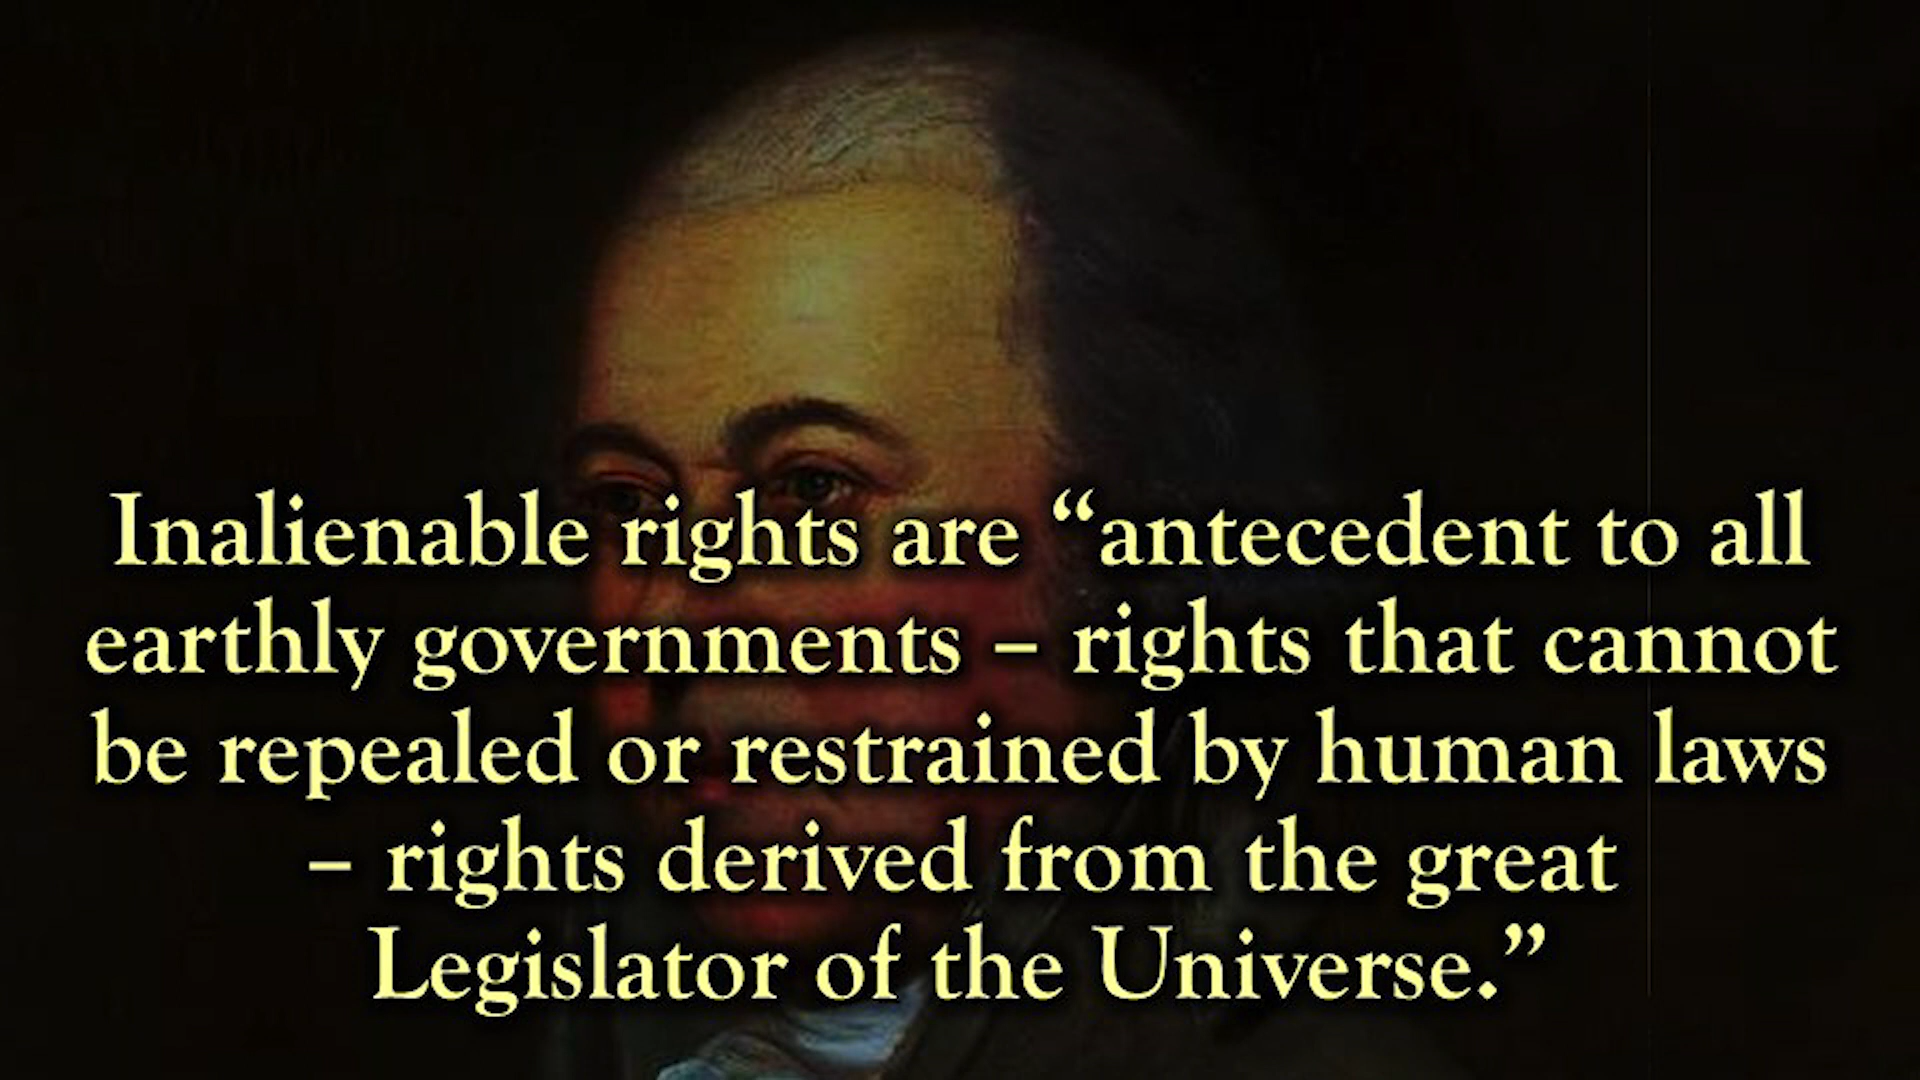 Inalienable rights are “antecedent to all
earthly governments – rights that cannot
be repealed or restrained by human laws
– rights derived from the great
Legislator of the Universe.”